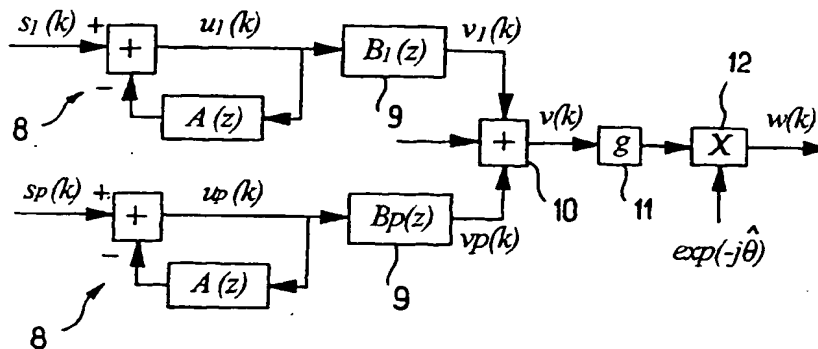 s1(k) + u1(k) B1(z) v1(k)
+
12
8 − A(z) 9
v(k) g X w(k)
+
10 11
sp(k) + up(k) Bp(z) vp(k)
+
exp(-jθ̂)
8 − A(z) 9